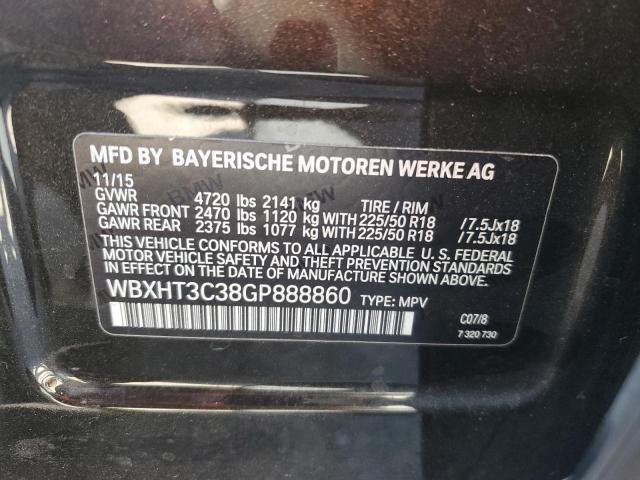 MFD BY BAYERISCHE MOTOREN WERKE AG
11/15
GVWR 4720 lbs 2141 kg TIRE / RIM
GAWR FRONT 2470 lbs 1120 kg WITH 225/50 R18 /7.5Jx18
GAWR REAR 2375 lbs 1077 kg WITH 225/50 R18 /7.5Jx18
THIS VEHICLE CONFORMS TO ALL APPLICABLE U. S. FEDERAL
MOTOR VEHICLE SAFETY AND THEFT PREVENTION STANDARDS
IN EFFECT ON THE DATE OF MANUFACTURE SHOWN ABOVE.
WBXHT3C38GP888860 TYPE: MPV
C07/8
7 320 730